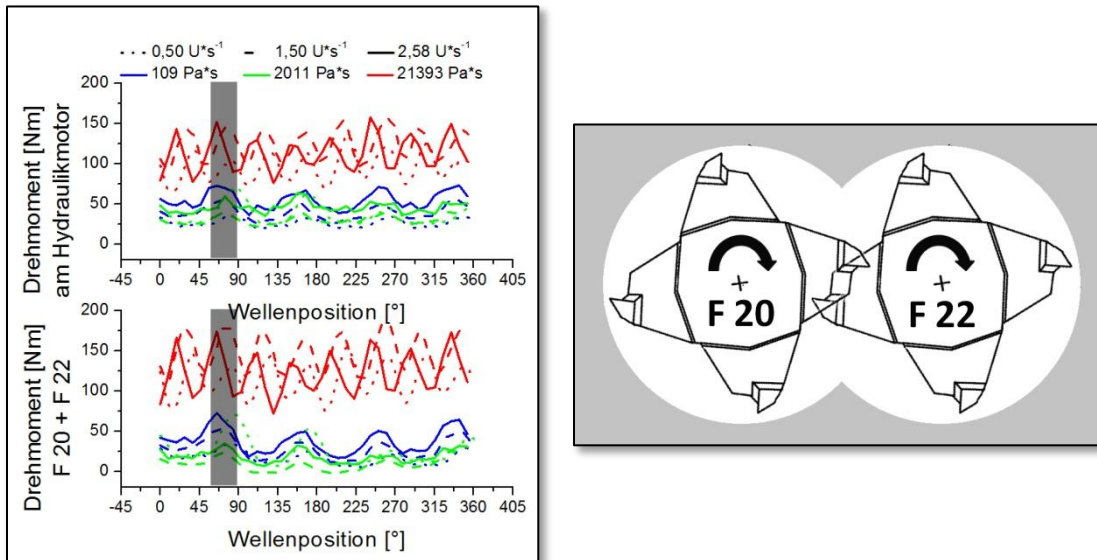 0,50 U*s-1 1,50 U*s-1 2,58 U*s-1
109 Pa*s 2011 Pa*s 21393 Pa*s
Drehmoment [Nm]
am Hydraulikmotor
200
150
100
50
0
-45 0 45 90 135 180 225 270 315 360 405
Wellenposition [°]
Drehmoment [Nm]
F 20 + F 22
200
150
100
50
0
-45 0 45 90 135 180 225 270 315 360 405
Wellenposition [°]
F 20 F 22